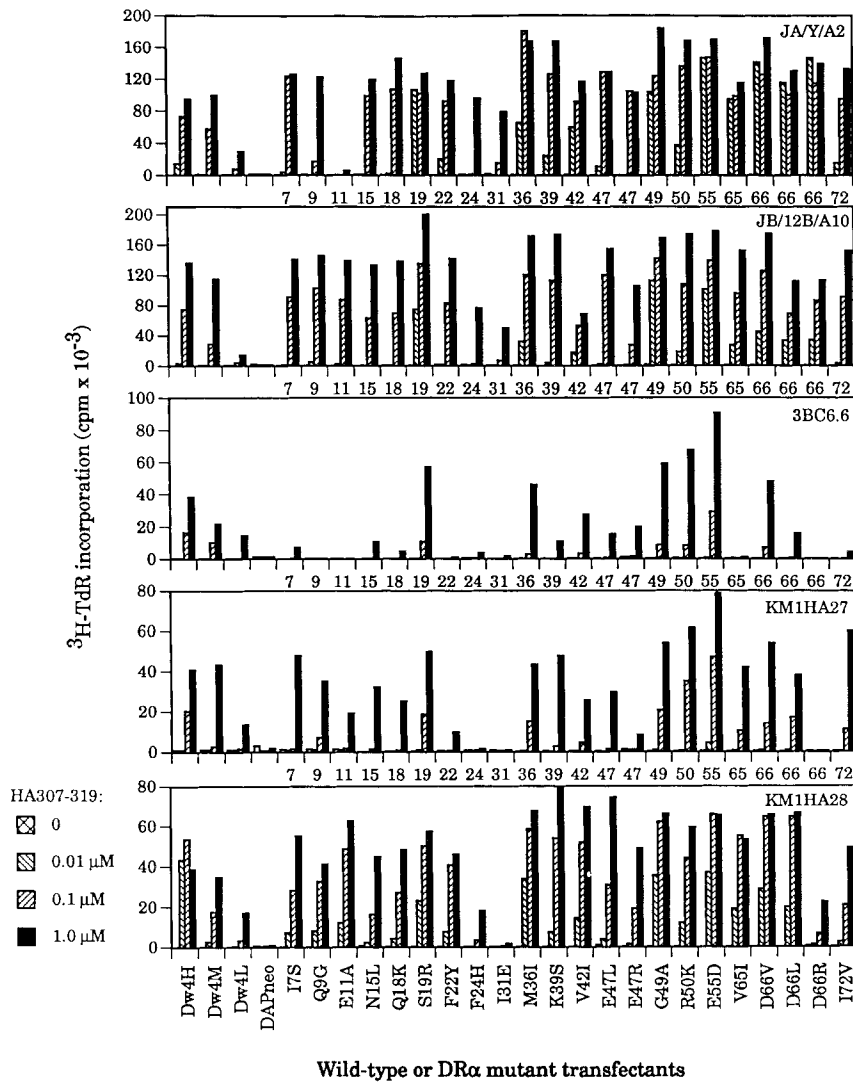 JA/Y/A2
200
160
120
80
40
0
7 9 11 15 18 19 22 24 31 36 39 42 47 47 49 50 55 65 66 66 66 72
JB/12B/A10
200
160
120
80
40
0
7 9 11 15 18 19 22 24 31 36 39 42 47 47 49 50 55 65 66 66 66 72
3BC6.6
100
80
60
40
20
0
7 9 11 15 18 19 22 24 31 36 39 42 47 47 49 50 55 65 66 66 66 72
KM1HA27
80
60
40
20
0
7 9 11 15 18 19 22 24 31 36 39 42 47 47 49 50 55 65 66 66 66 72
KM1HA28
80
60
40
20
0
³H-TdR incorporation (cpm x 10⁻³)
HA307-319:
0
0.01 µM
0.1 µM
1.0 µM
Dw4H
Dw4M
Dw4L
DAPneo
I7S
Q9G
E11A
N15L
Q18K
S19R
F22Y
F24H
I31E
M36I
K39S
V42I
E47L
E47R
G49A
R50K
E55D
V65I
D66V
D66L
D66R
I72V
Wild-type or DRα mutant transfectants